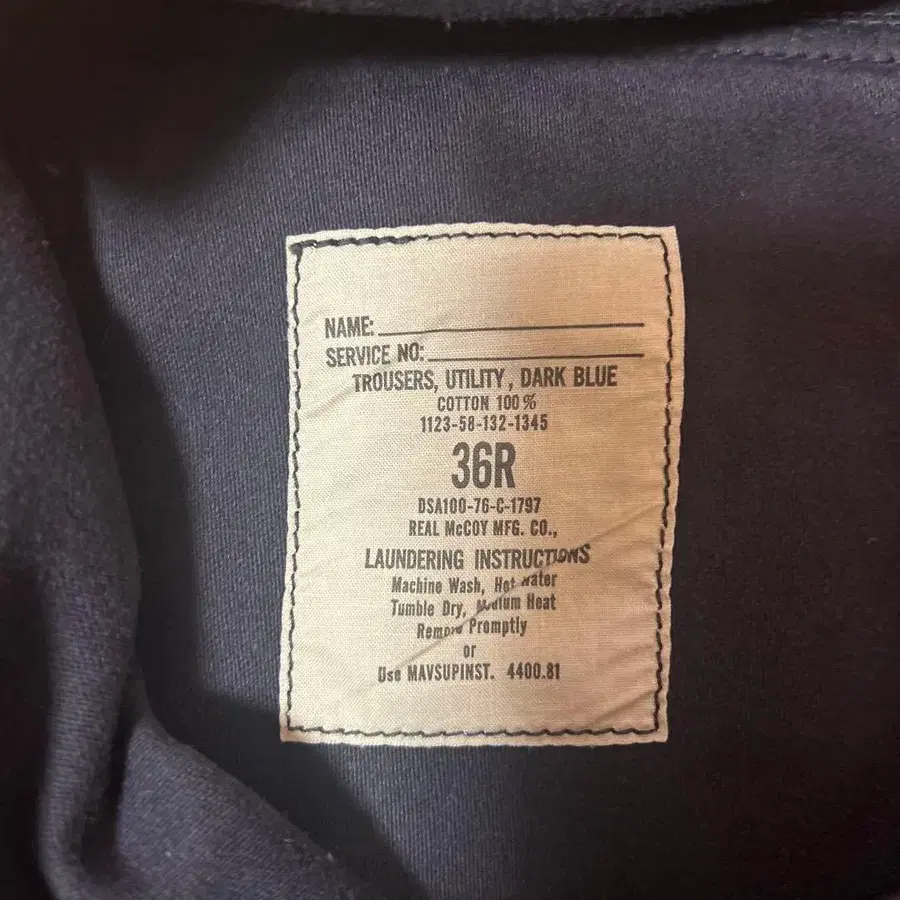 NAME:
SERVICE NO:
TROUSERS, UTILITY, DARK BLUE
COTTON 100%
1123-58-132-1345
36R
DSA100-76-C-1797
REAL McCOY MFG. CO.,
LAUNDERING INSTRUCTIONS
Machine Wash, Hot Water
Tumble Dry, Medium Heat
Remove Promptly
or
Use MAVSUPINST. 4400.81